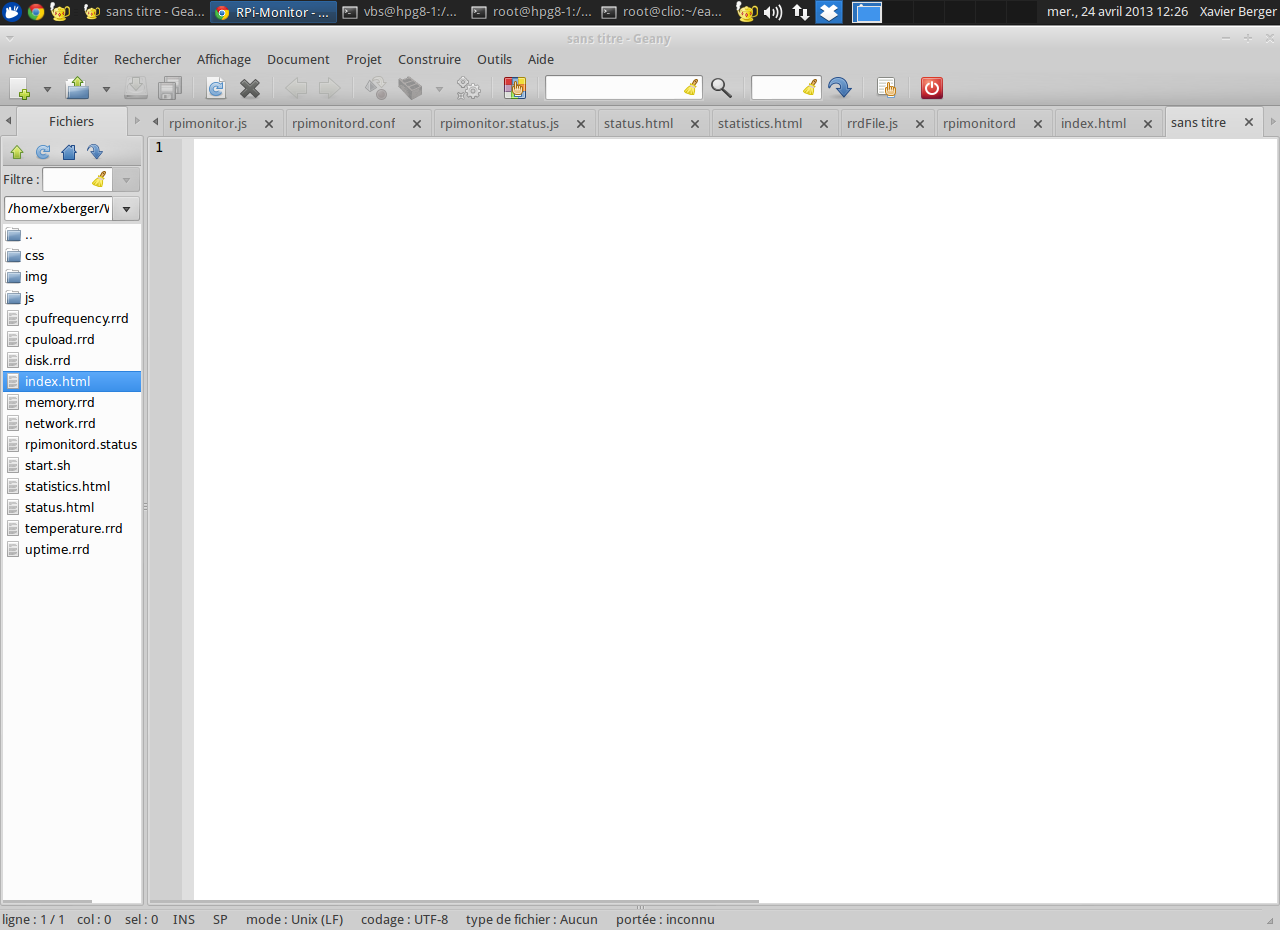 sans titre - Gea... RPi-Monitor - ... vbs@hpg8-1:/... root@hpg8-1:/... root@clio:~/ea... mer., 24 avril 2013 12:26 Xavier Berger
sans titre - Geany
Fichier Éditer Rechercher Affichage Document Projet Construire Outils Aide
Fichiers rpimonitor.js rpimonitord.conf rpimonitor.status.js status.html statistics.html rrdFile.js rpimonitord index.html sans titre
1
Filtre :
/home/xberger/
..
css
img
js
cpufrequency.rrd
cpuload.rrd
disk.rrd
index.html
memory.rrd
network.rrd
rpimonitord.status
start.sh
statistics.html
status.html
temperature.rrd
uptime.rrd
ligne : 1 / 1 col : 0 sel : 0 INS SP mode : Unix (LF) codage : UTF-8 type de fichier : Aucun portée : inconnu